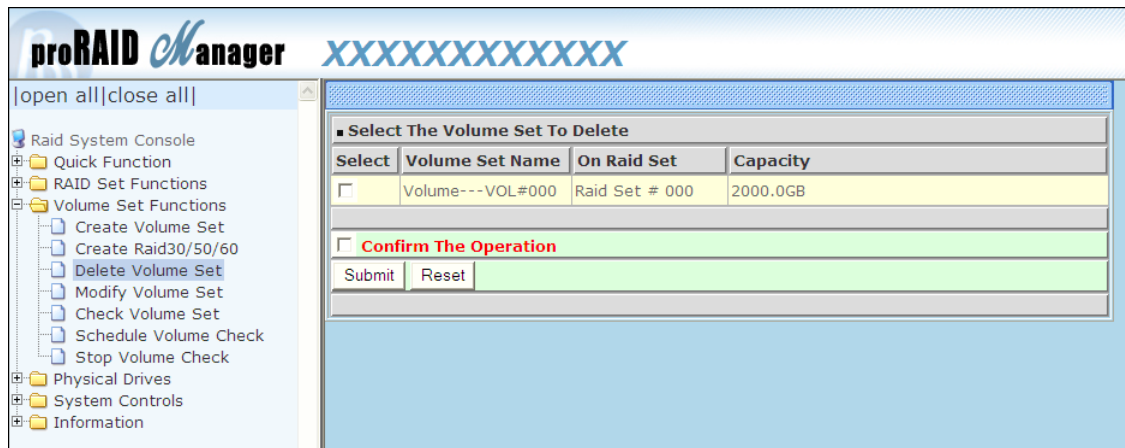 proRAID Manager XXXXXXXXXXXX
|open all|close all|
Raid System Console
Quick Function
RAID Set Functions
Volume Set Functions
Create Volume Set
Create Raid30/50/60
Delete Volume Set
Modify Volume Set
Check Volume Set
Schedule Volume Check
Stop Volume Check
Physical Drives
System Controls
Information
Select The Volume Set To Delete
Select Volume Set Name On Raid Set Capacity
Volume---VOL#000 Raid Set # 000 2000.0GB
Confirm The Operation
Submit Reset